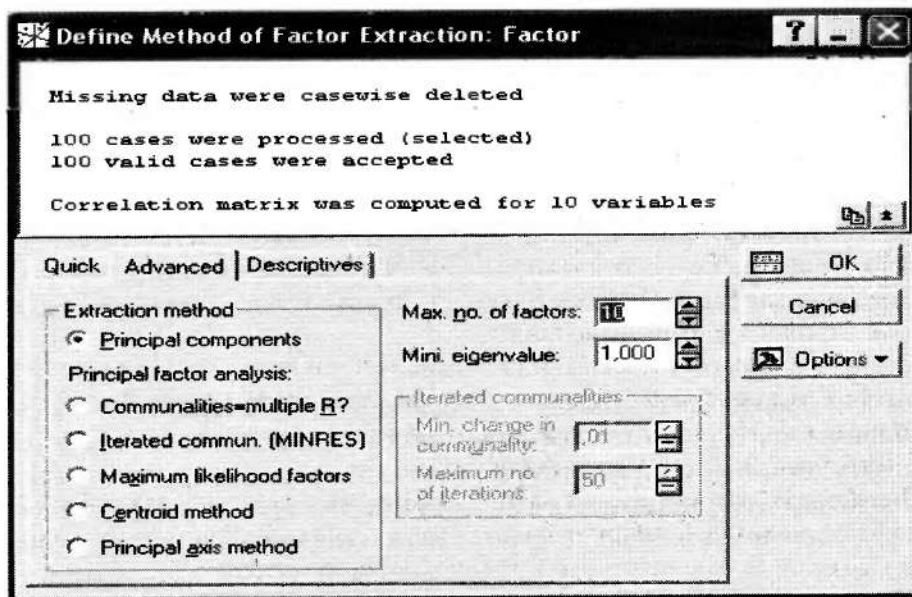 Define Method of Factor Extraction: Factor
Missing data were casewise deleted
100 cases were processed (selected)
100 valid cases were accepted
Correlation matrix was computed for 10 variables
Quick Advanced Descriptives
Extraction method
Principal components
Principal factor analysis:
Communalities=multiple R?
Iterated commun. (MINRES)
Maximum likelihood factors
Centroid method
Principal axis method
Max. no. of factors: 10
Mini. eigenvalue: 1,000
Iterated communalities
Min. change in
communality: ,01
Maximum no.
of iterations: 50
OK
Cancel
Options